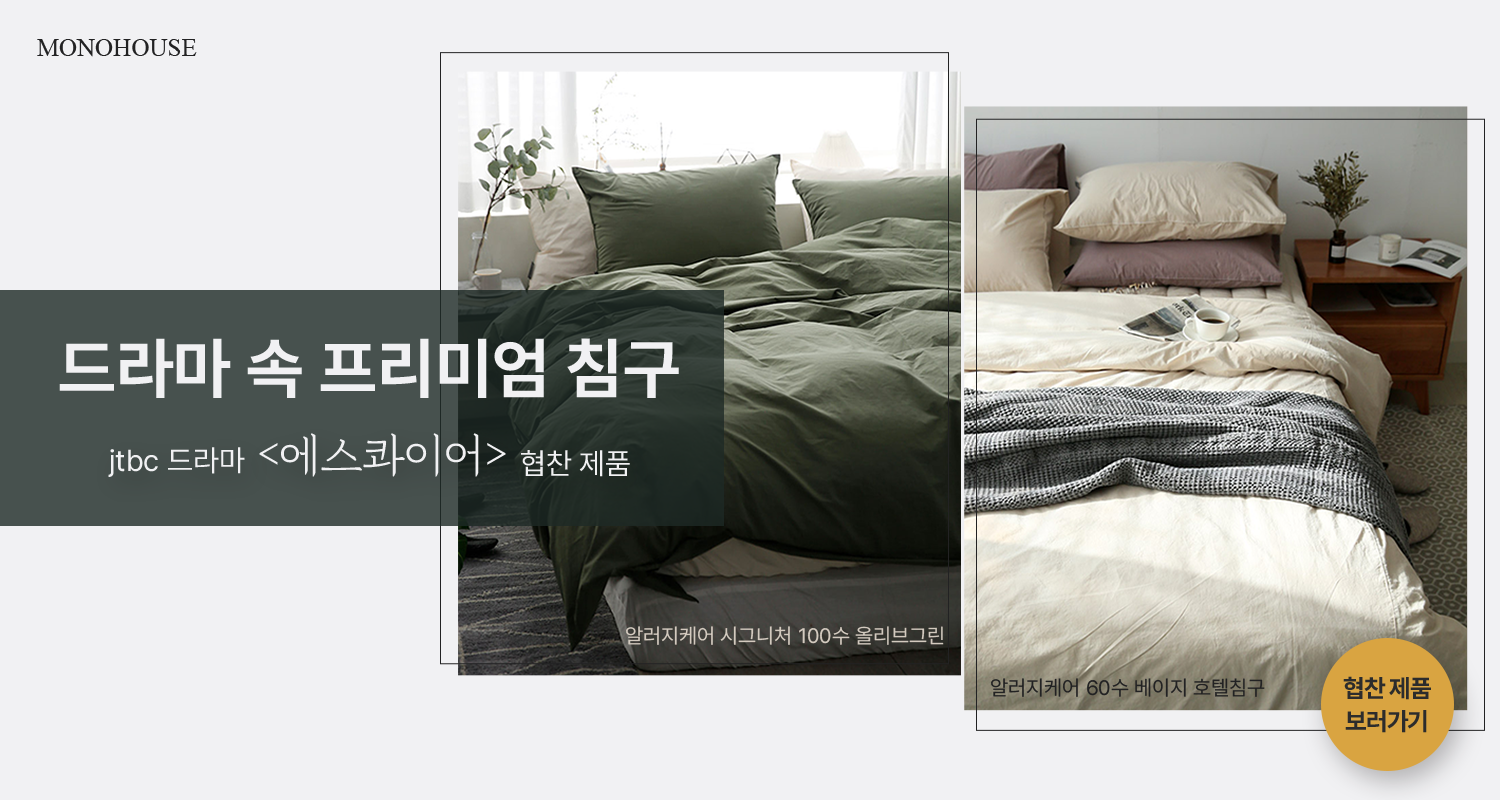 MONOHOUSE
드라마 속 프리미엄 침구
jtbc 드라마 <에스콰이어> 협찬 제품
알러지케어 시그니처 100수 올리브그린
알러지케어 60수 베이지 호텔침구
협찬 제품
보러가기